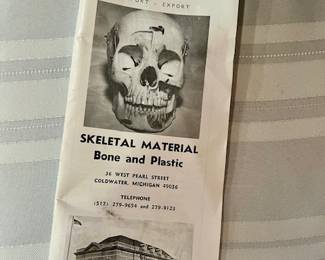 EXPORT
SKELETAL MATERIAL
Bone and Plastic
36 WEST PEARL STREET
COLDWATER, MICHIGAN 49036
TELEPHONE
(517) 279-9654 and 279-9123